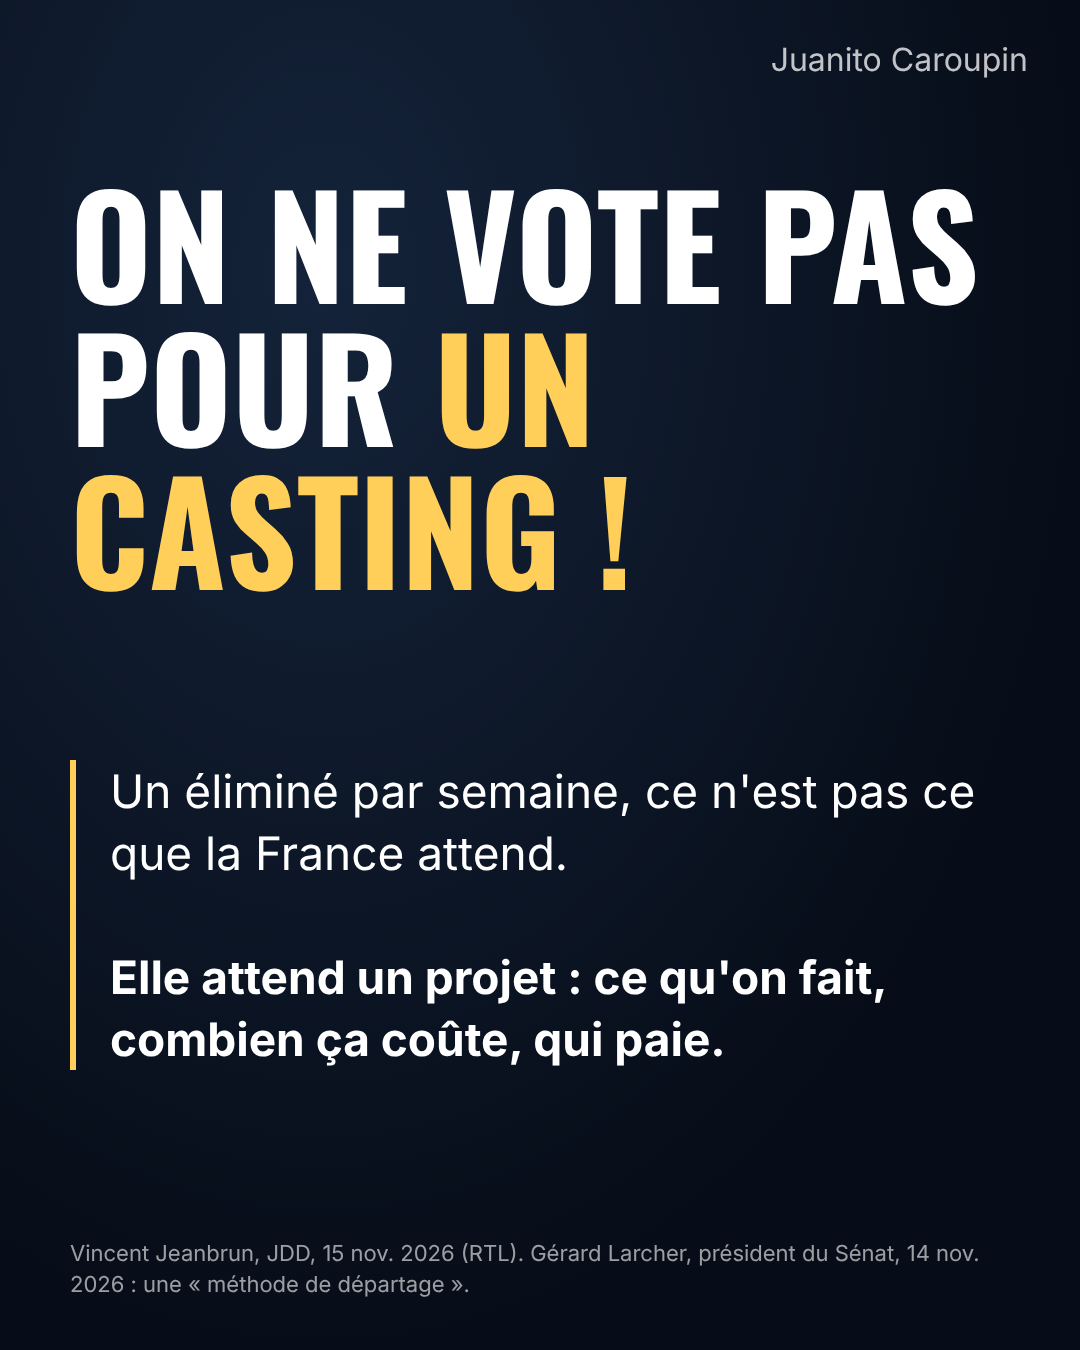 Juanito Caroupin
ON NE VOTE PAS
POUR UN
CASTING !
Un éliminé par semaine, ce n'est pas ce
que la France attend.
Elle attend un projet : ce qu'on fait,
combien ça coûte, qui paie.
Vincent Jeanbrun, JDD, 15 nov. 2026 (RTL). Gérard Larcher, président du Sénat, 14 nov.
2026 : une « méthode de départage ».